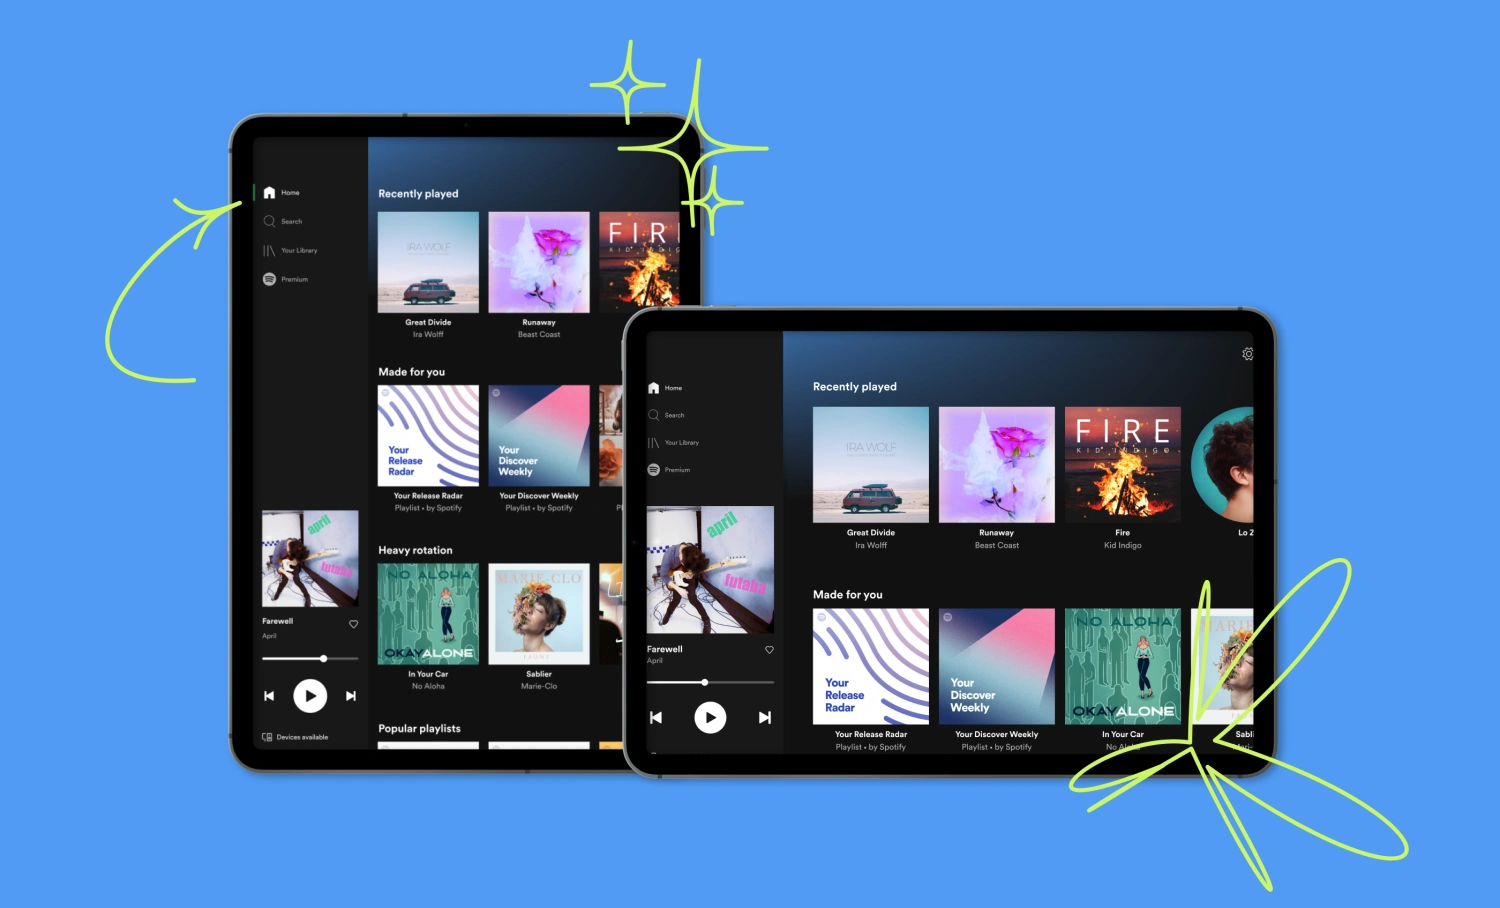 Home
Search
Your Library
Premium
april
futaba
Farewell
April
Devices available
Recently played
IRA WOLF
FIR
KID INDIG
Great Divide
Runaway
Ira Wolff
Beast Coast
Made for you
Your
Release
Radar
Your
Discover
Weekly
Your Release Radar
Your Discover Weekly
Playlist • by Spotify
Playlist • by Spotify
Heavy rotation
NO ALOHA
OKAYALONE
MARIE-CLO
In Your Car
Sablier
No Aloha
Marie-Clo
Popular playlists
Home
Search
Your Library
Premium
april
futaba
Farewell
April
Recently played
IRA WOLF
FIRE
KID INDIGO
Great Divide
Runaway
Fire
Lo Z
Ira Wolff
Beast Coast
Kid Indigo
Made for you
Your
Release
Radar
Your
Discover
Weekly
NO ALOHA
OKAYALONE
MARIE
Your Release Radar
Your Discover Weekly
In Your Car
Sabli
Playlist • by Spotify
Playlist • by Spotify
No Aloha